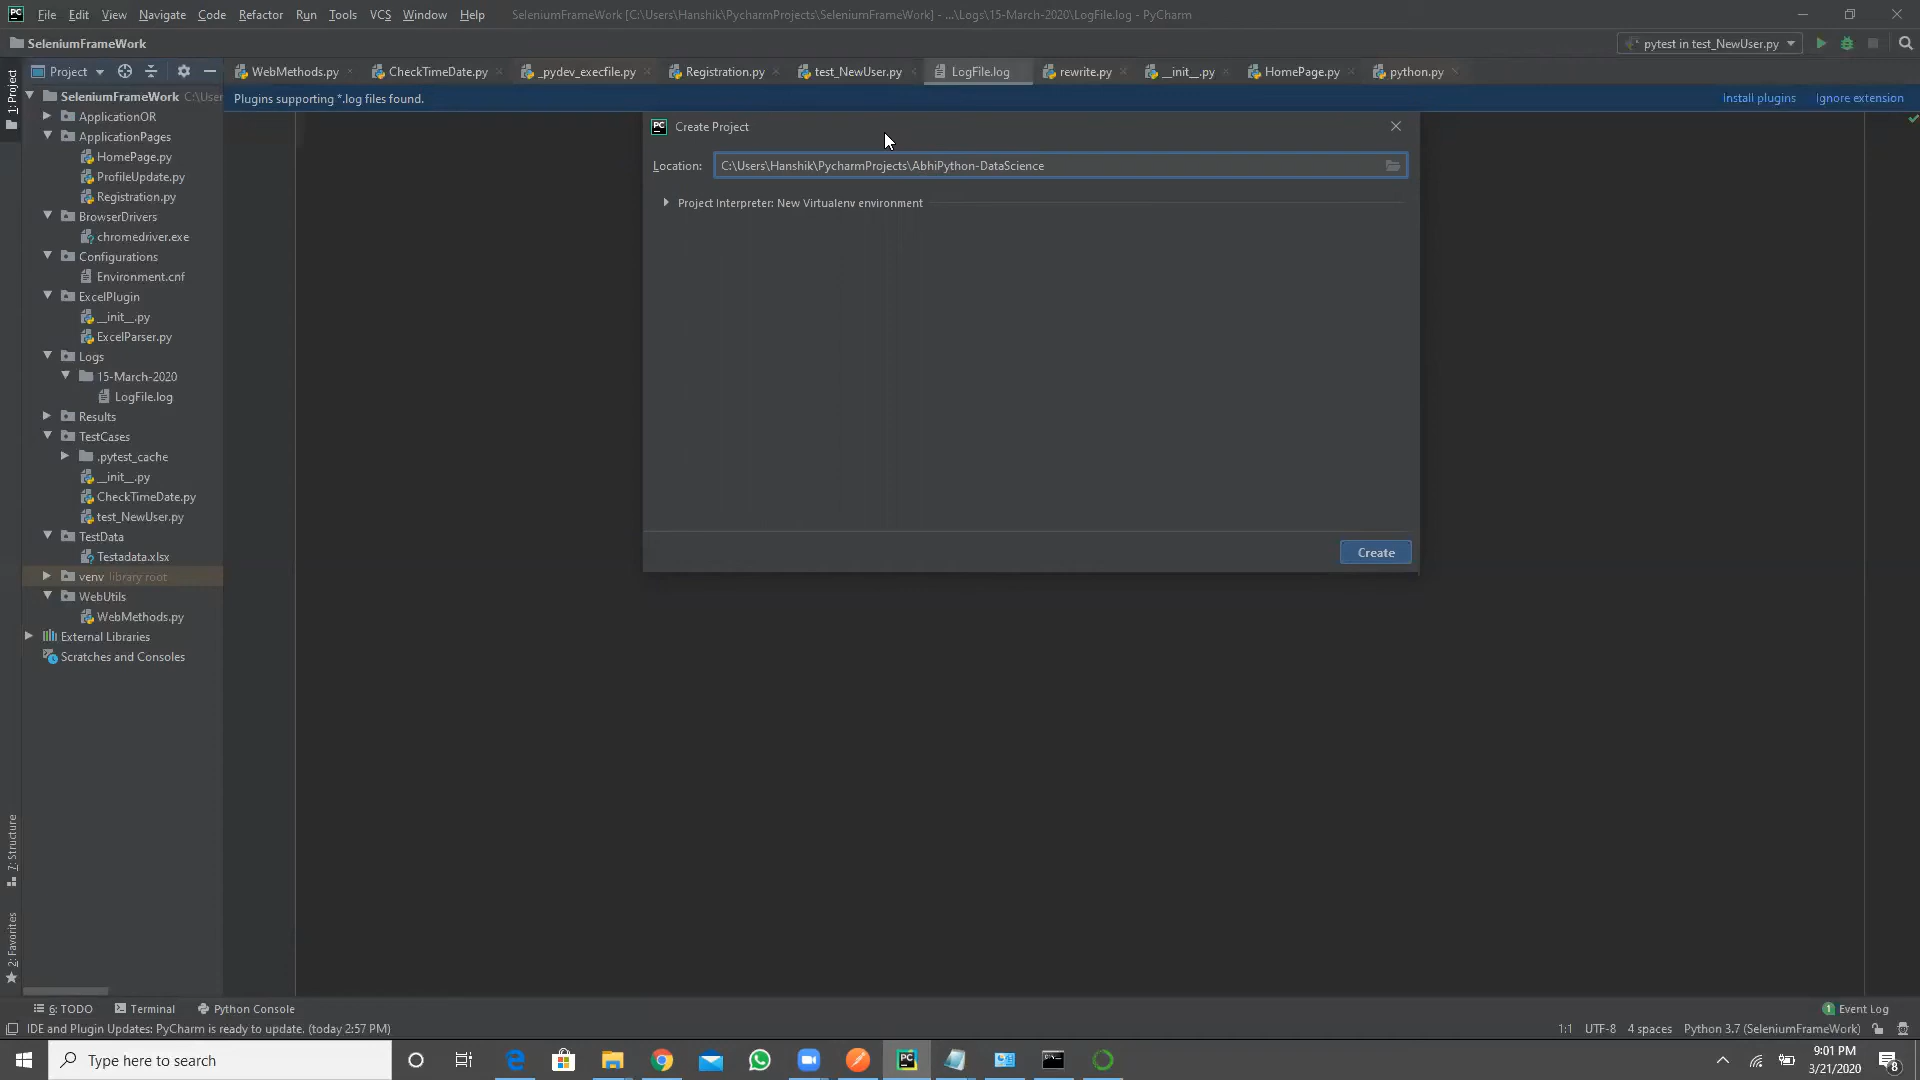 PC File Edit View Navigate Code Refactor Run Tools VCS Window Help SeleniumFrameWork [C:\Users\Hanshik\PycharmProjects\SeleniumFrameWork] - ...\Logs\15-March-2020\LogFile.log - PyCharm
SeleniumFrameWork pytest in test_NewUser.py
1: Project
Project WebMethods.py CheckTimeDate.py _pydev_execfile.py Registration.py test_NewUser.py LogFile.log rewrite.py __init__.py HomePage.py python.py
SeleniumFrameWork C:\User
Plugins supporting *.log files found. Install plugins Ignore extension
ApplicationOR
ApplicationPages
HomePage.py
ProfileUpdate.py
Registration.py
BrowserDrivers
chromedriver.exe
Configurations
Environment.cnf
ExcelPlugin
__init__.py
ExcelParser.py
Logs
15-March-2020
LogFile.log
Results
TestCases
.pytest_cache
__init__.py
CheckTimeDate.py
test_NewUser.py
TestData
Testadata.xlsx
venv library root
WebUtils
WebMethods.py
External Libraries
Scratches and Consoles
PC Create Project
Location: C:\Users\Hanshik\PycharmProjects\AbhiPython-DataScience
Project Interpreter: New Virtualenv environment
Create
7: Structure
2: Favorites
6: TODO Terminal Python Console 1 Event Log
IDE and Plugin Updates: PyCharm is ready to update. (today 2:57 PM) 1:1 UTF-8 4 spaces Python 3.7 (SeleniumFrameWork)
Type here to search PC 9:01 PM
3/21/2020 8